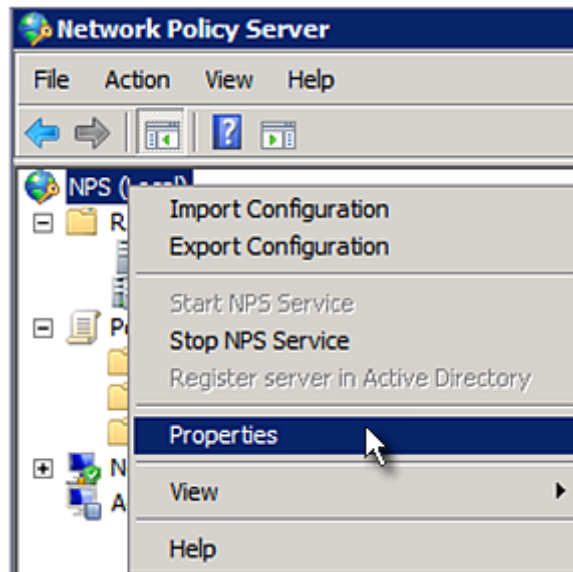 Network Policy Server
File Action View Help
NPS (Local)
Import Configuration
R
Export Configuration
Start NPS Service
Stop NPS Service
Register server in Active Directory
Properties
N
View
A
Help